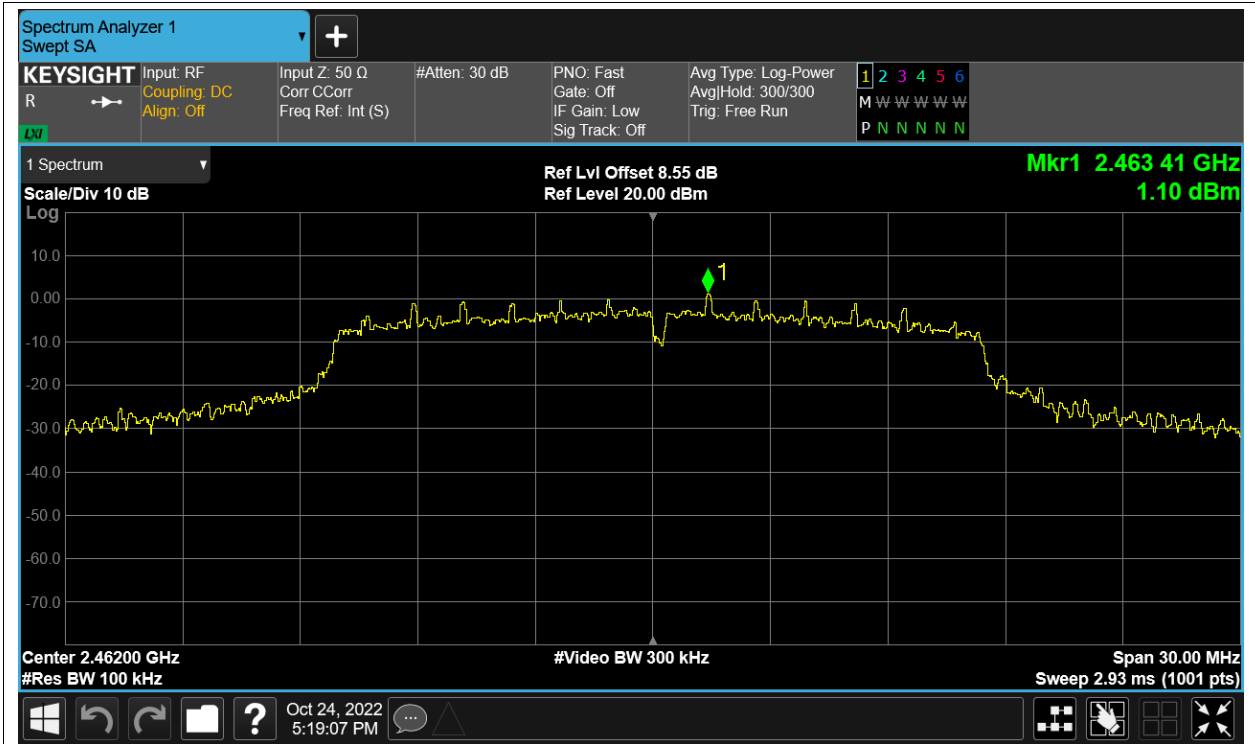 Spectrum Analyzer 1
Swept SA
KEYSIGHT
R
LXI
Input: RF
Coupling: DC
Align: Off
Input Z: 50 Ω
Corr CCorr
Freq Ref: Int (S)
#Atten: 30 dB
PNO: Fast
Gate: Off
IF Gain: Low
Sig Track: Off
Avg Type: Log-Power
Avg|Hold: 300/300
Trig: Free Run
1 2 3 4 5 6
M W W W W W
P N N N N N
1 Spectrum
Scale/Div 10 dB
Log
Ref Lvl Offset 8.55 dB
Ref Level 20.00 dBm
Mkr1 2.463 41 GHz
1.10 dBm
1
10.0
0.00
-10.0
-20.0
-30.0
-40.0
-50.0
-60.0
-70.0
Center 2.46200 GHz
#Res BW 100 kHz
#Video BW 300 kHz
Span 30.00 MHz
Sweep 2.93 ms (1001 pts)
?
Oct 24, 2022
5:19:07 PM